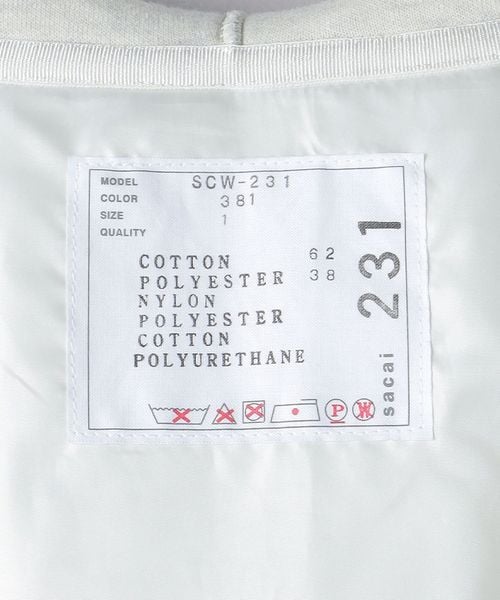 MODEL SCW-231
COLOR 381
SIZE 1
QUALITY
COTTON 62
POLYESTER 38
NYLON
POLYESTER
COTTON
POLYURETHANE
P
W
sacai 231